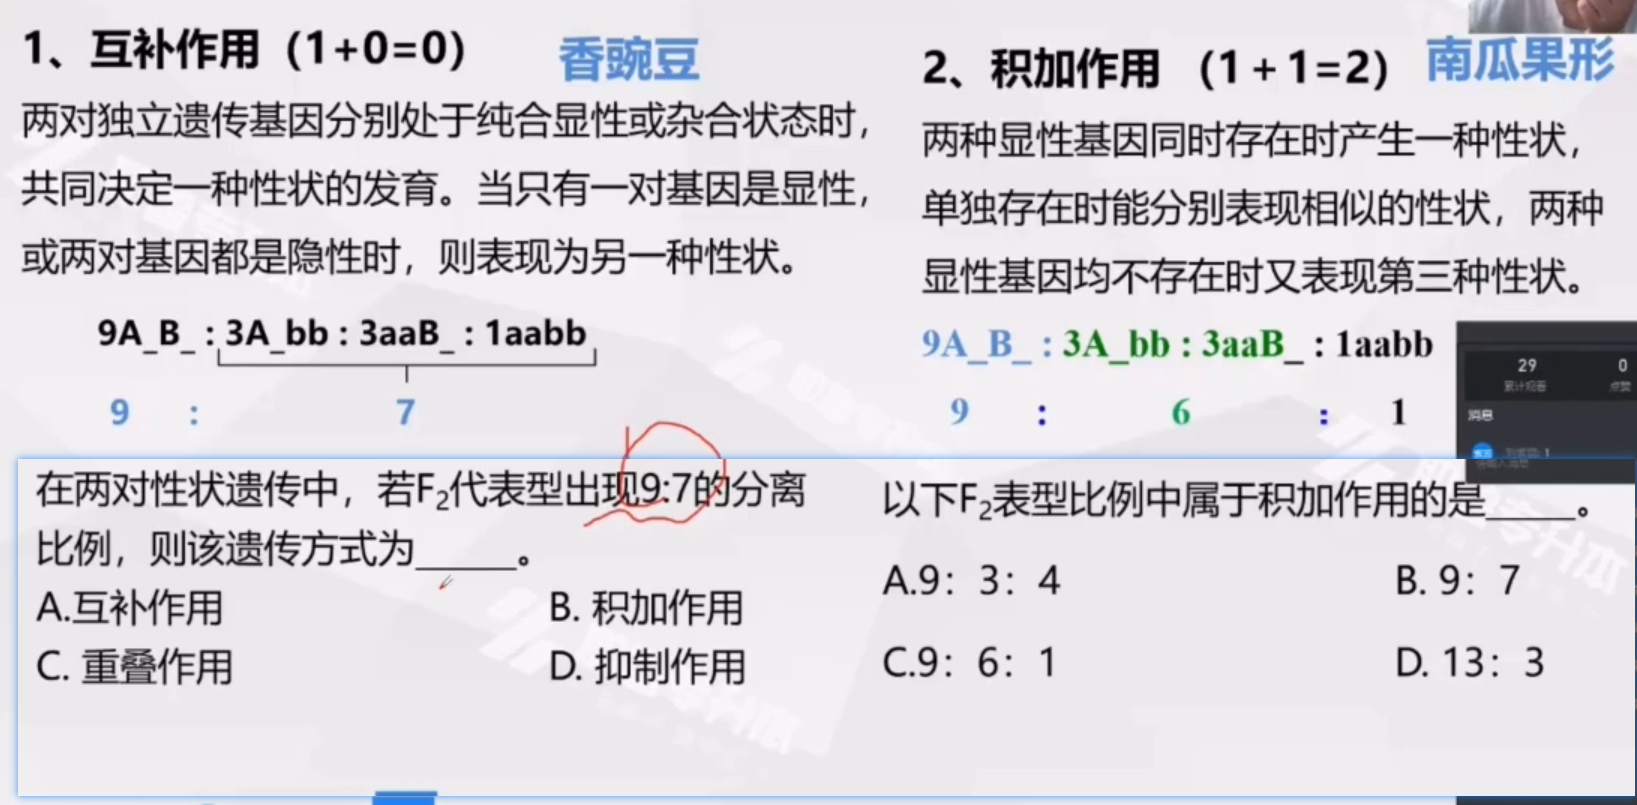 1、互补作用（1+0=0） 香豌豆
两对独立遗传基因分别处于纯合显性或杂合状态时，
共同决定一种性状的发育。当只有一对基因是显性，
或两对基因都是隐性时，则表现为另一种性状。
9A_B_ : 3A_bb : 3aaB_ : 1aabb
9 : 7
2、积加作用 （1+1=2） 南瓜果形
两种显性基因同时存在时产生一种性状，
单独存在时能分别表现相似的性状，两种
显性基因均不存在时又表现第三种性状。
9A_B_ : 3A_bb : 3aaB_ : 1aabb
9 : 6 : 1
29 0
累计观看 点赞
消息
在两对性状遗传中，若F₂代表型出现9:7的分离
比例，则该遗传方式为_____。
A.互补作用 B. 积加作用
C. 重叠作用 D. 抑制作用
以下F₂表型比例中属于积加作用的是_____。
A.9：3：4 B. 9：7
C.9：6：1 D. 13：3